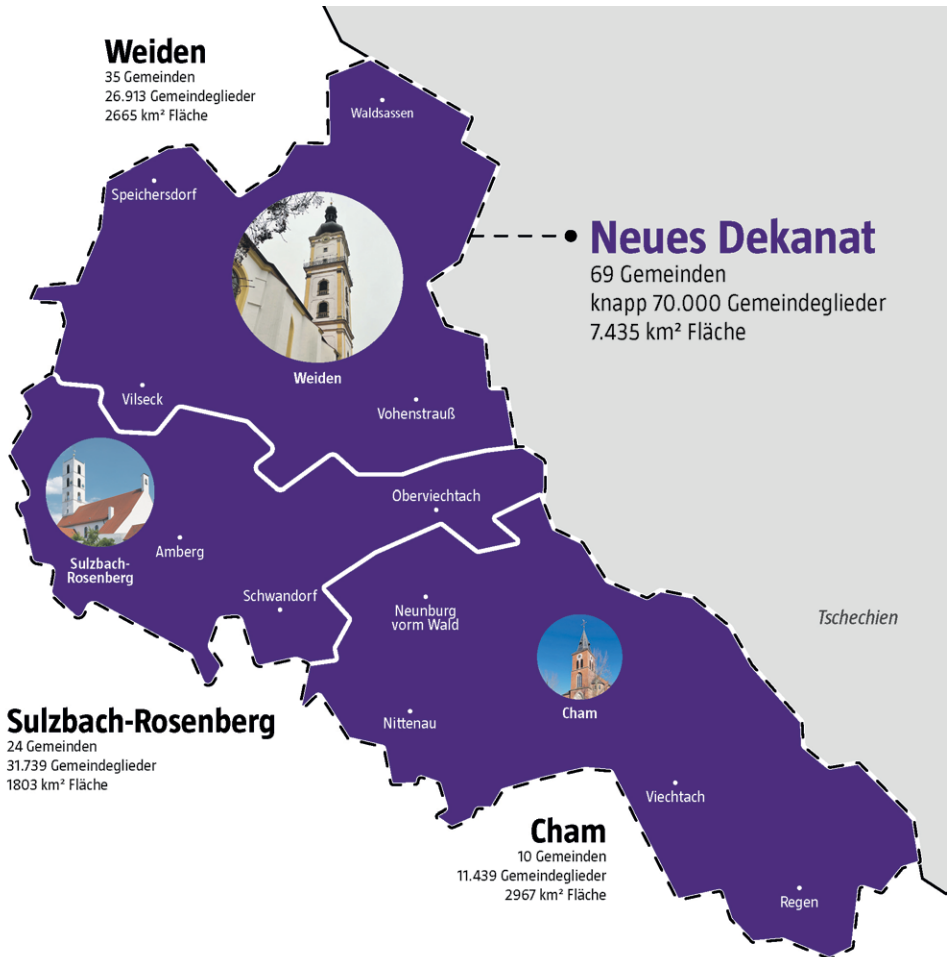 Weiden
35 Gemeinden
26.913 Gemeindeglieder
2665 km² Fläche
Waldsassen
Speichersdorf
Neues Dekanat
69 Gemeinden
knapp 70.000 Gemeindeglieder
7.435 km² Fläche
Weiden
Vilseck
Vohenstrauß
Oberviechtach
Amberg
Sulzbach-
Rosenberg
Schwandorf
Neunburg
vorm Wald
Tschechien
Cham
Nittenau
Sulzbach-Rosenberg
24 Gemeinden
31.739 Gemeindeglieder
1803 km² Fläche
Viechtach
Cham
10 Gemeinden
11.439 Gemeindeglieder
2967 km² Fläche
Regen